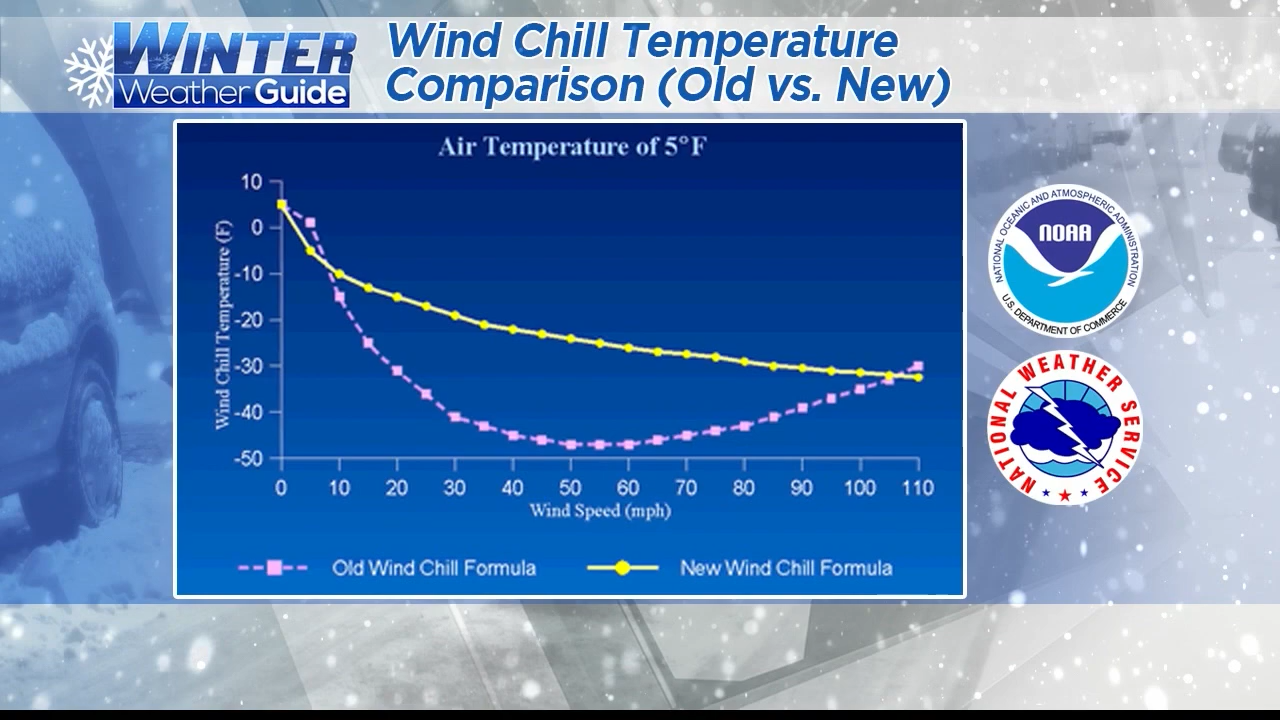 WINTER
Weather Guide
Wind Chill Temperature
Comparison (Old vs. New)
Air Temperature of 5°F
Wind Chill Temperature (F)
10
0
-10
-20
-30
-40
-50
0 10 20 30 40 50 60 70 80 90 100 110
Wind Speed (mph)
Old Wind Chill Formula
New Wind Chill Formula
NATIONAL OCEANIC AND ATMOSPHERIC ADMINISTRATION
NOAA
U.S. DEPARTMENT OF COMMERCE
NATIONAL WEATHER SERVICE